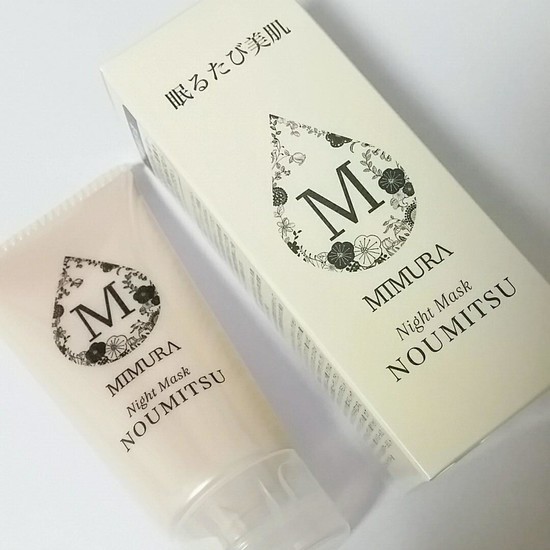 眠るたび美肌
M
MIMURA
Night Mask
NOUMITSU
M
MIMURA
Night Mask
NOUMITSU